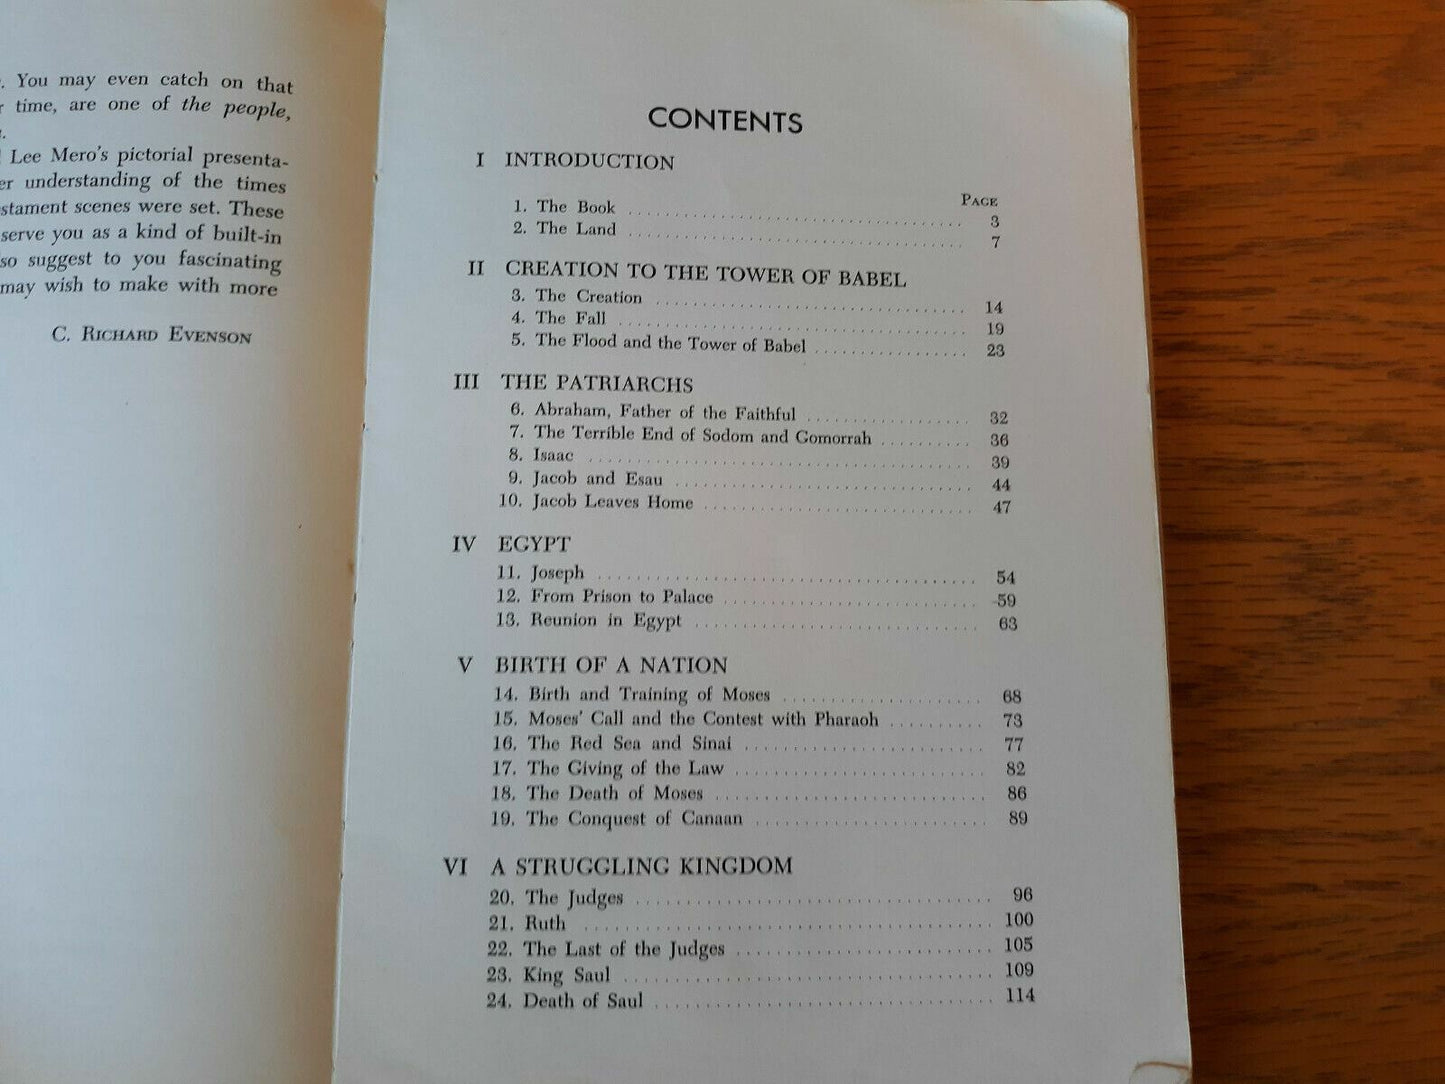 . You may even catch on that
time, are one of the people,
Lee Mero's pictorial presenta-
understanding of the times
stament scenes were set. These
serve you as a kind of built-in
so suggest to you fascinating
may wish to make with more
C. RICHARD EVENSON
CONTENTS
I INTRODUCTION
PAGE
1. The Book 3
2. The Land 7
II CREATION TO THE TOWER OF BABEL
3. The Creation 14
4. The Fall 19
5. The Flood and the Tower of Babel 23
III THE PATRIARCHS
6. Abraham, Father of the Faithful 32
7. The Terrible End of Sodom and Gomorrah 36
8. Isaac 39
9. Jacob and Esau 44
10. Jacob Leaves Home 47
IV EGYPT
11. Joseph 54
12. From Prison to Palace 59
13. Reunion in Egypt 63
V BIRTH OF A NATION
14. Birth and Training of Moses 68
15. Moses' Call and the Contest with Pharaoh 73
16. The Red Sea and Sinai 77
17. The Giving of the Law 82
18. The Death of Moses 86
19. The Conquest of Canaan 89
VI A STRUGGLING KINGDOM
20. The Judges 96
21. Ruth 100
22. The Last of the Judges 105
23. King Saul 109
24. Death of Saul 114